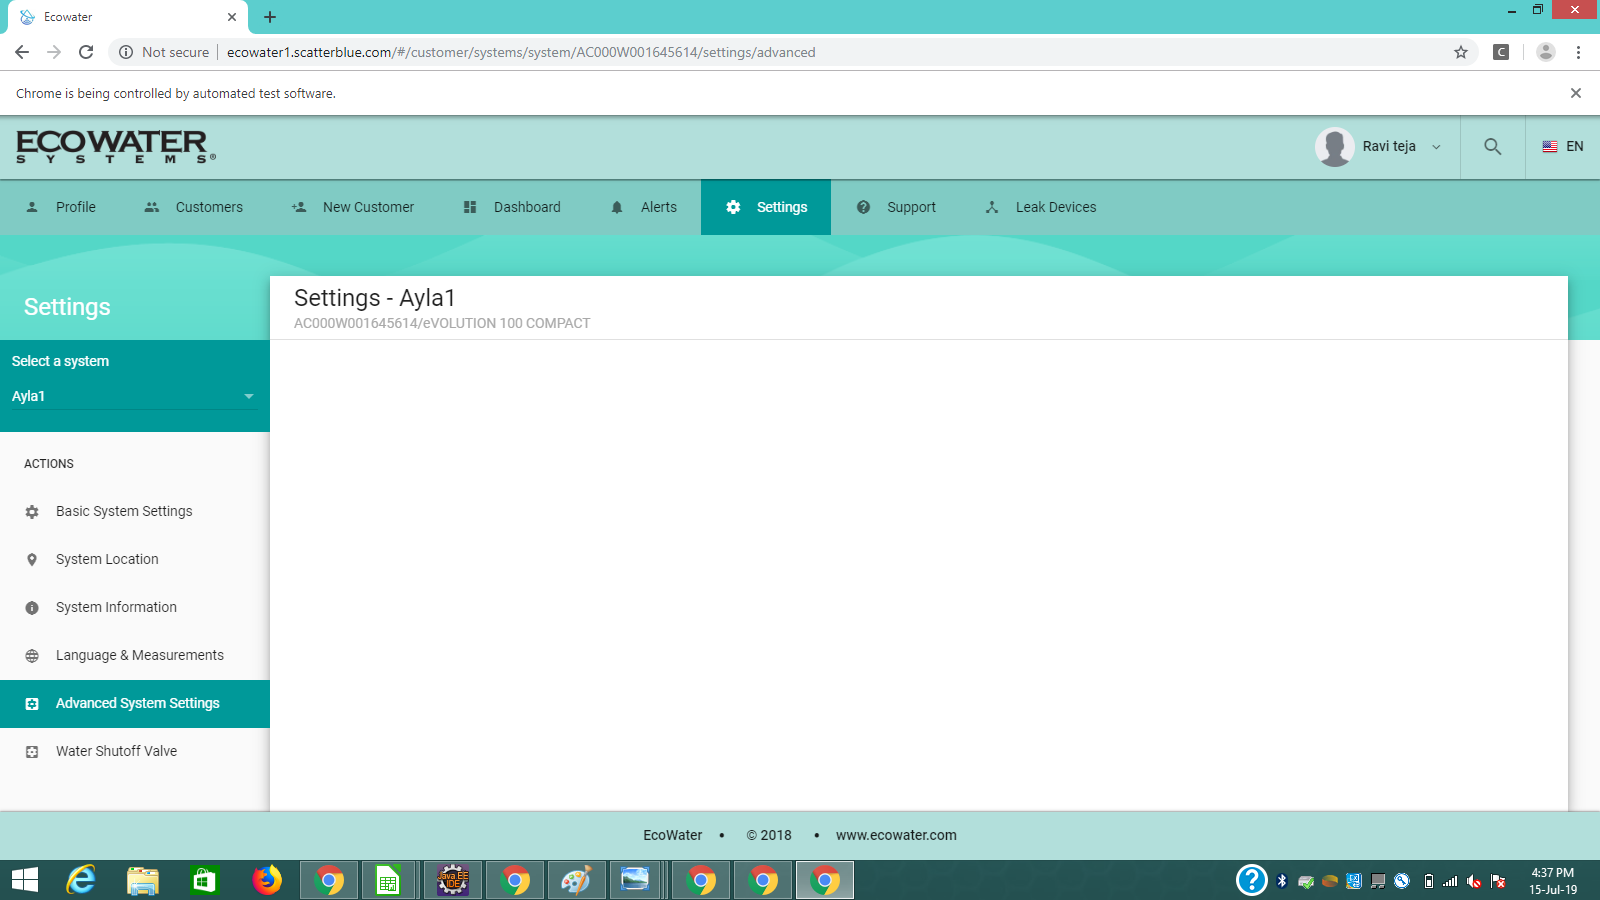 Ecowater
Not secure
ecowater1.scatterblue.com/#/customer/systems/system/AC000W001645614/settings/advanced
C
Chrome is being controlled by automated test software.
ECOWATER
SYSTEMS®
Ravi teja
EN
Profile
Customers
New Customer
Dashboard
Alerts
Settings
Support
Leak Devices
Settings
Settings - Ayla1
AC000W001645614/eVOLUTION 100 COMPACT
Select a system
Ayla1
ACTIONS
Basic System Settings
System Location
System Information
Language & Measurements
Advanced System Settings
Water Shutoff Valve
EcoWater • © 2018 • www.ecowater.com
Java EE
IDE
4:37 PM
15-Jul-19